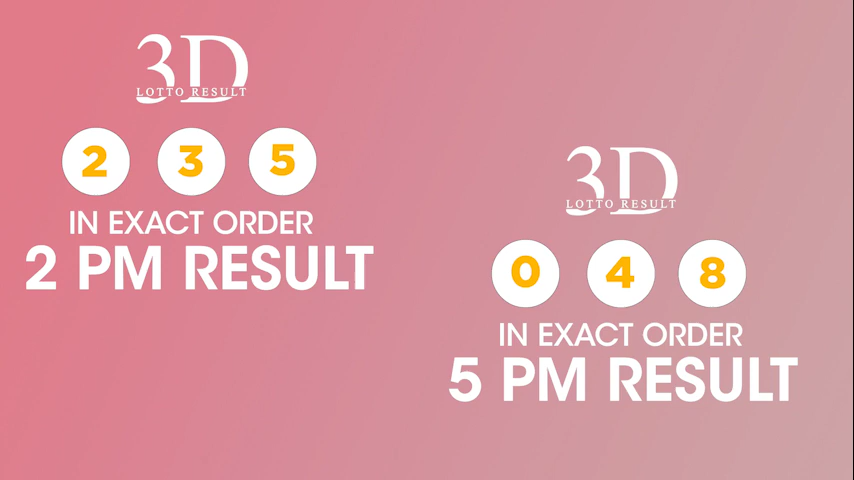 3D
LOTTO RESULT
2 3 5
IN EXACT ORDER
2 PM RESULT
3D
LOTTO RESULT
0 4 8
IN EXACT ORDER
5 PM RESULT